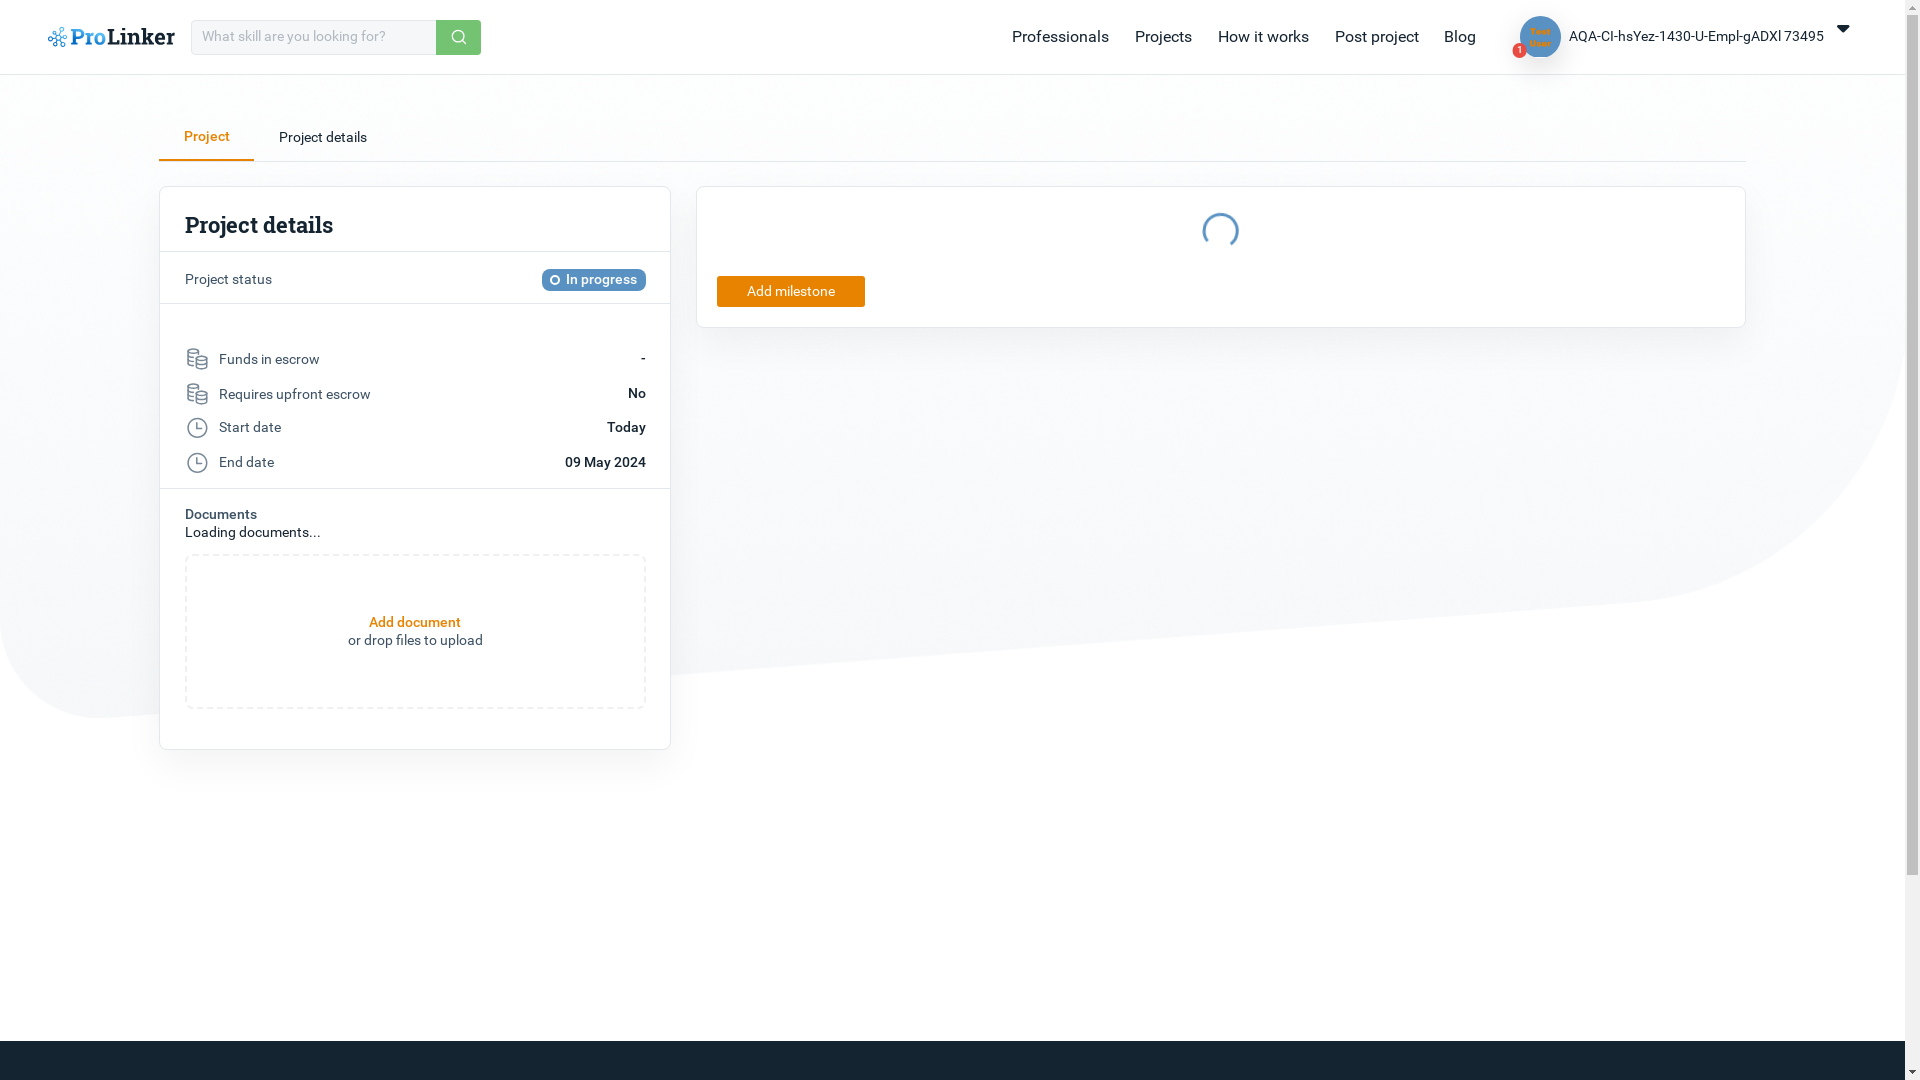 ProLinker
What skill are you looking for?
Professionals
Projects
How it works
Post project
Blog
Test
User
1
AQA-CI-hsYez-1430-U-Empl-gADXl 73495
Project
Project details
Project details
Project status
In progress
Funds in escrow
-
Requires upfront escrow
No
Start date
Today
End date
09 May 2024
Documents
Loading documents...
Add document
or drop files to upload
Add milestone